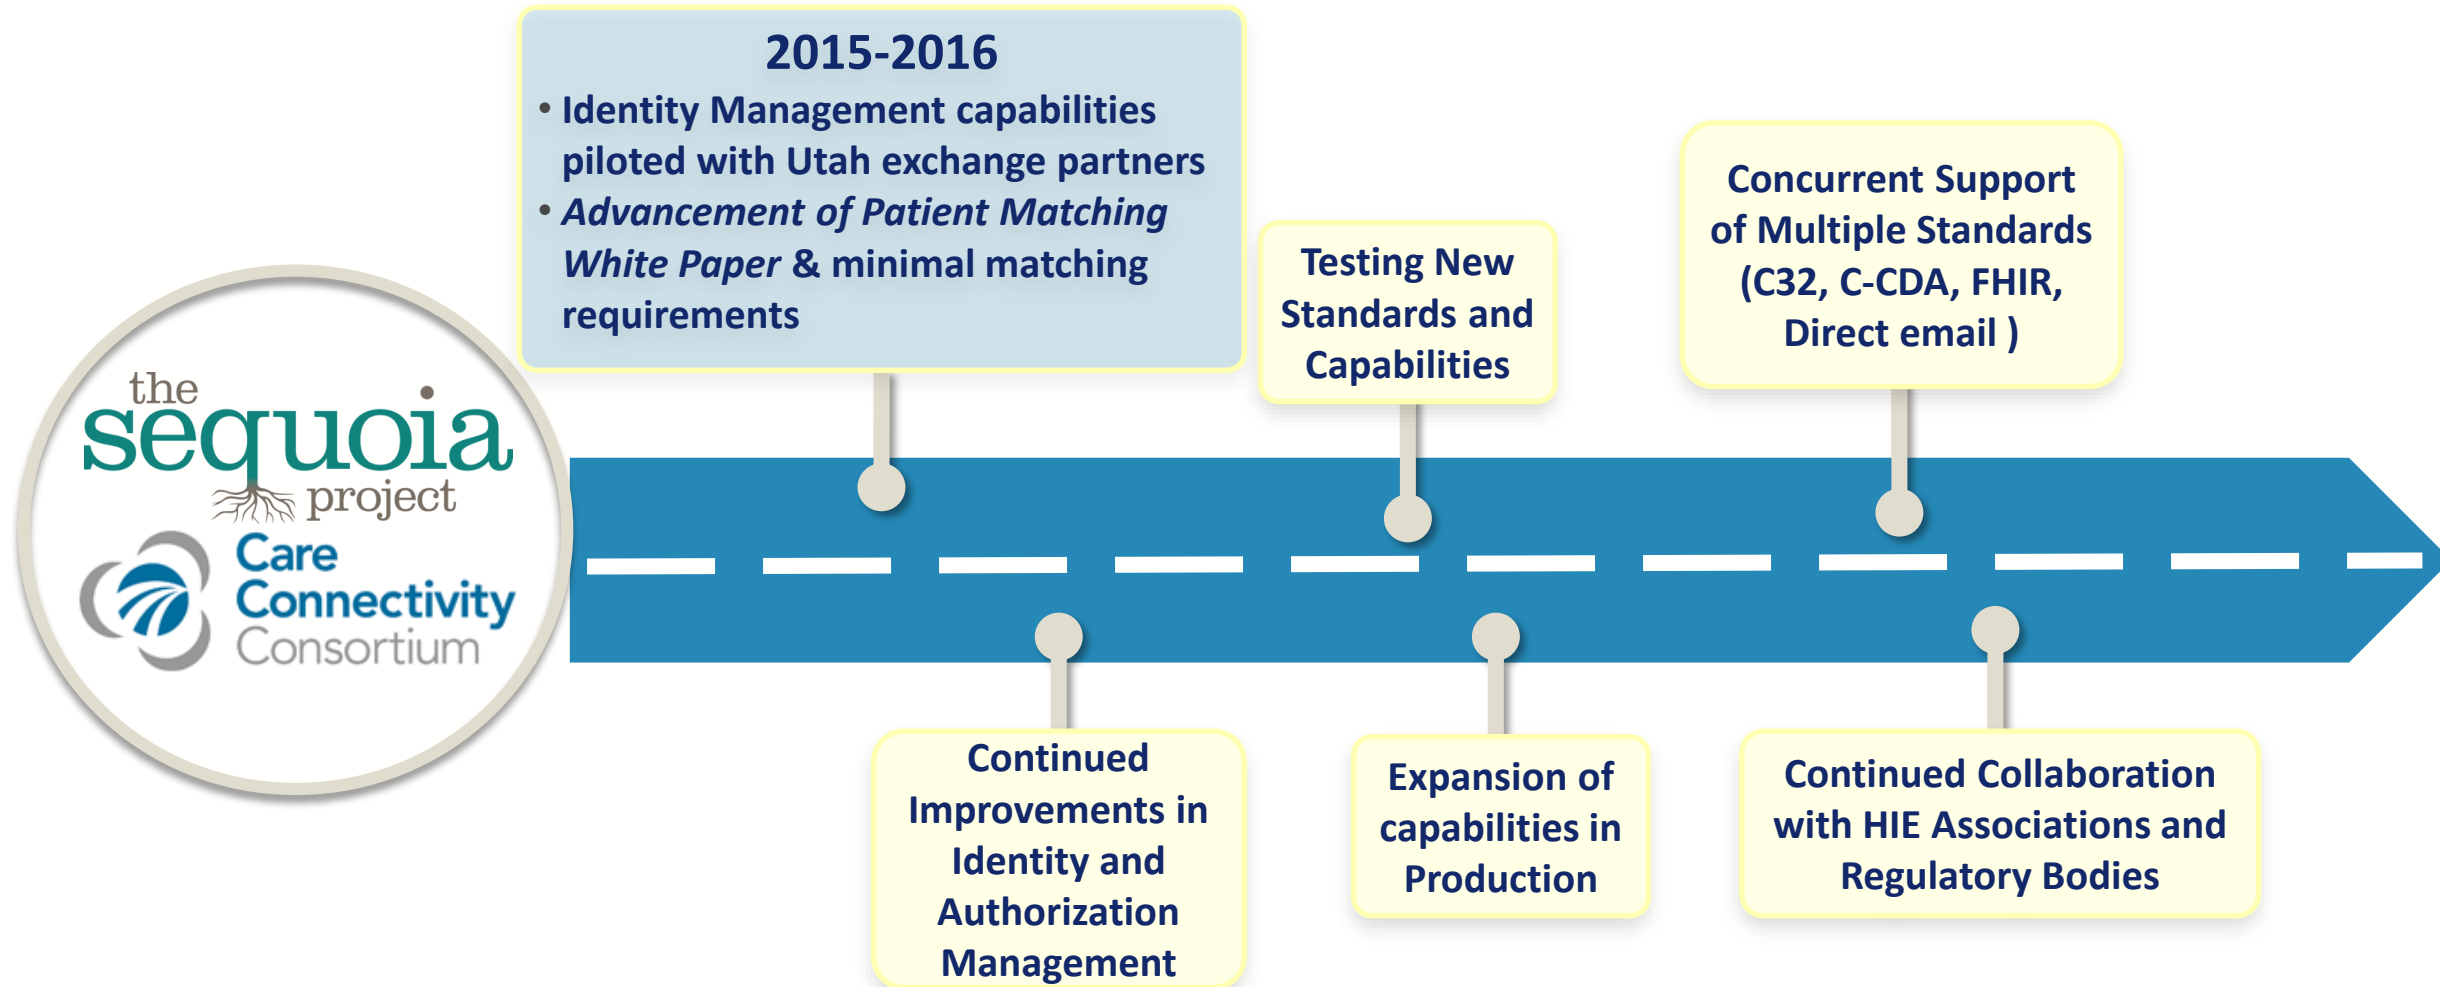 the
sequoia
project
Care
Connectivity
Consortium
2015-2016
• Identity Management capabilities
piloted with Utah exchange partners
• Advancement of Patient Matching
White Paper & minimal matching
requirements
Continued
Improvements in
Identity and
Authorization
Management
Testing New
Standards and
Capabilities
Expansion of
capabilities in
Production
Concurrent Support
of Multiple Standards
(C32, C-CDA, FHIR,
Direct email )
Continued Collaboration
with HIE Associations and
Regulatory Bodies